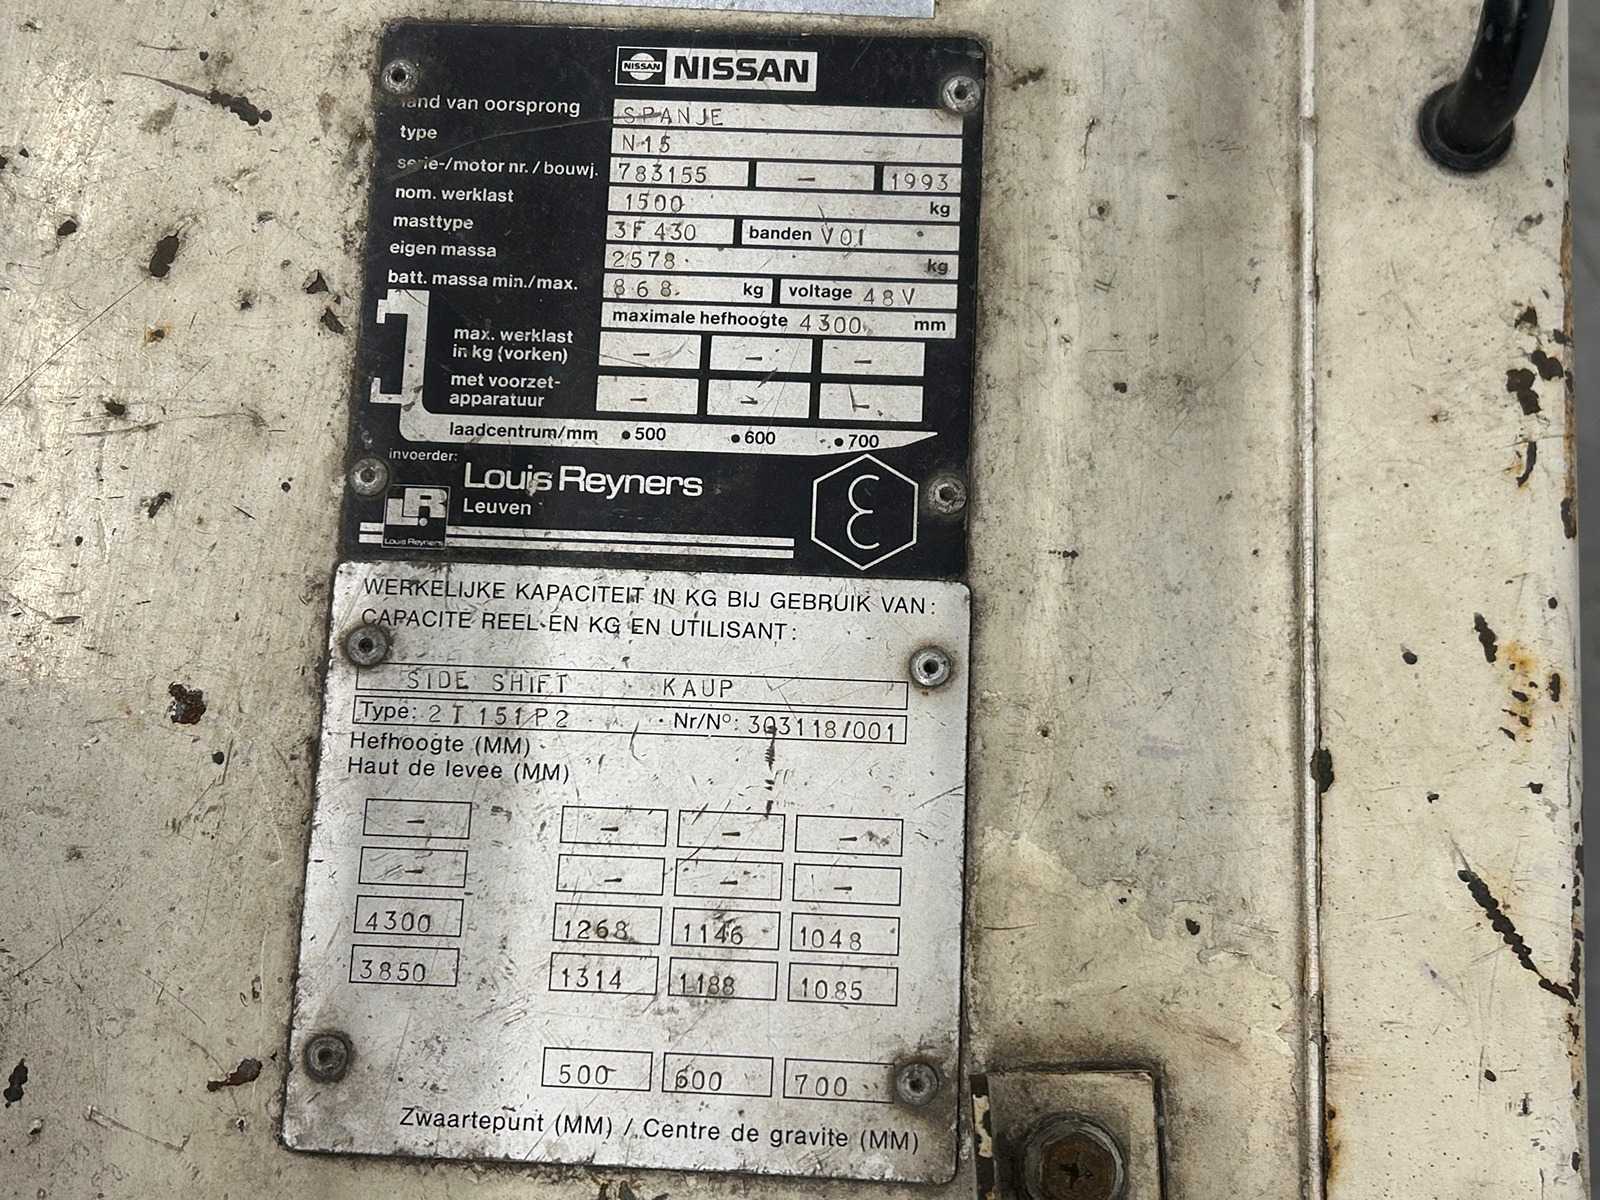 NISSAN NISSAN
land van oorsprong SPANJE
type N15
serie-/motor nr. / bouwj. 783155 – 1993
nom. werklast 1500 kg
masttype 3F430 banden V01
eigen massa 2578 kg
batt. massa min./max. 868 kg voltage 48V
maximale hefhoogte 4300 mm
max. werklast
in kg (vorken) – – –
met voorzet-
apparatuur – – –
laadcentrum/mm •500 •600 •700
invoerder:
Louis Reyners
Leuven
LR
Louis Reyners
WERKELIJKE KAPACITEIT IN KG BIJ GEBRUIK VAN:
CAPACITE REEL EN KG EN UTILISANT:
SIDE SHIFT KAUP
Type: 2T151P2 Nr/N°: 303118/001
Hefhoogte (MM)
Haut de levee (MM)
– – – –
– – – –
4300 1268 1146 1048
3850 1314 1188 1085
500 600 700
Zwaartepunt (MM) / Centre de gravite (MM)